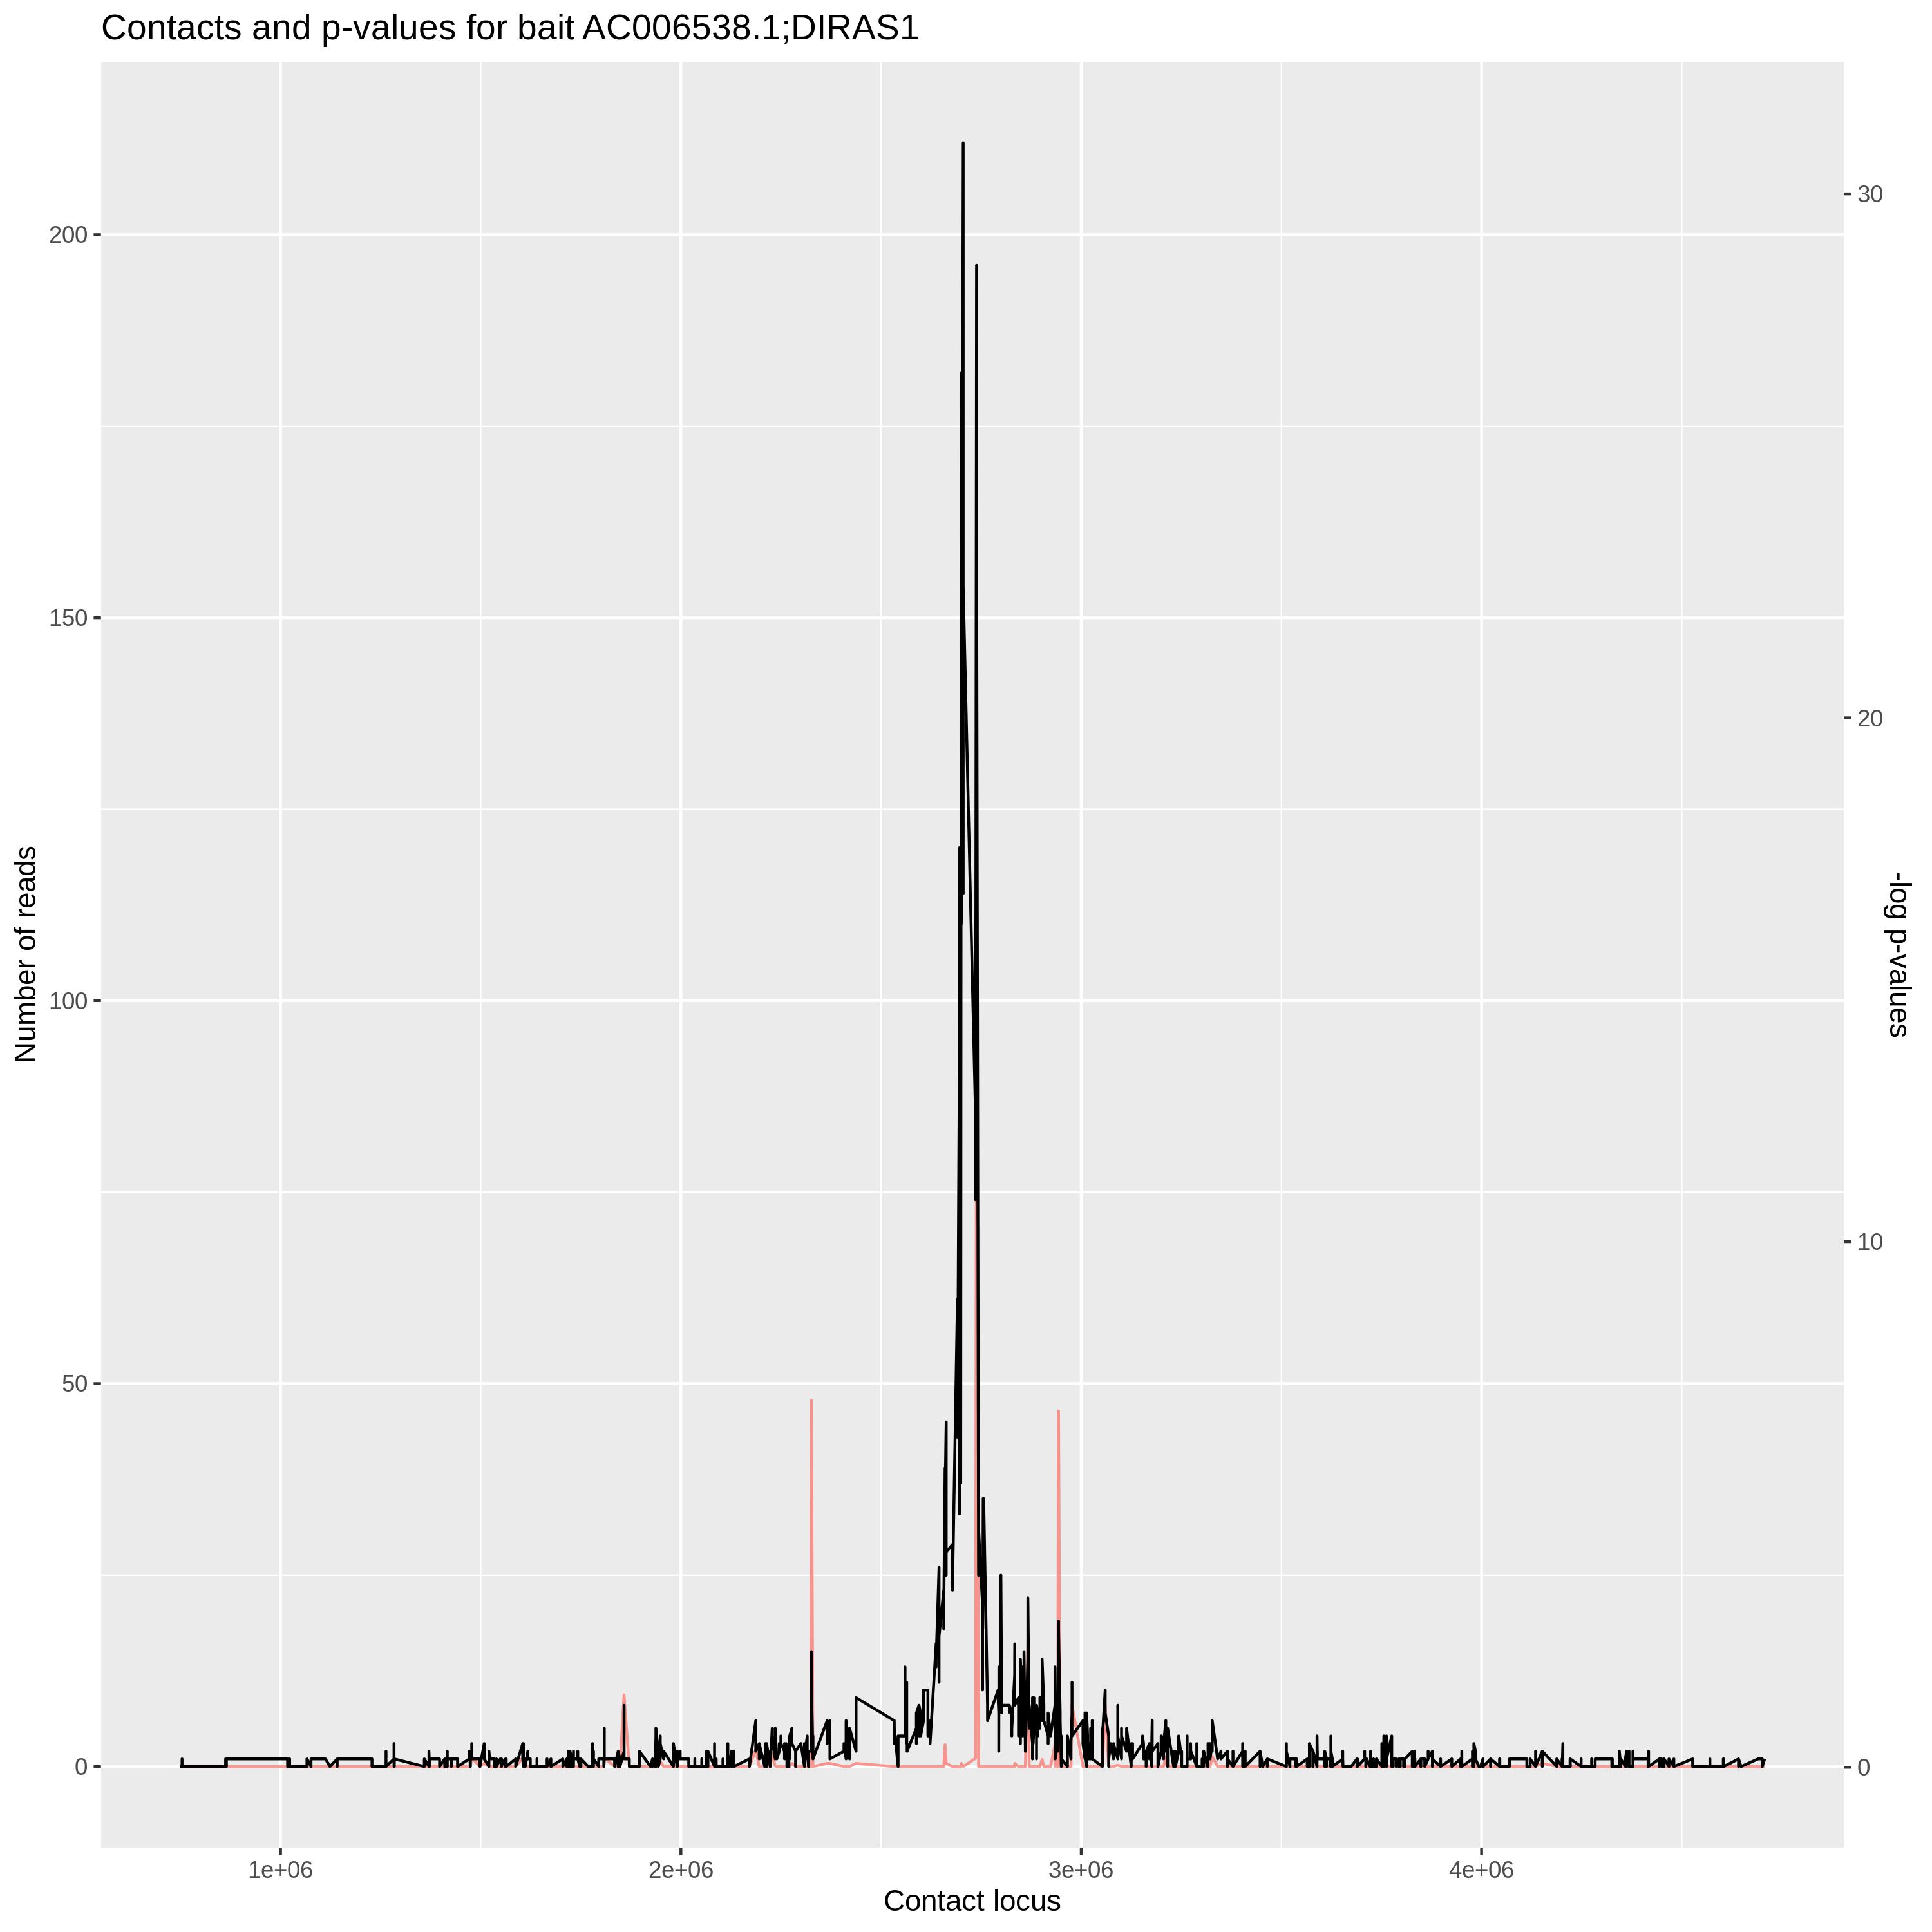 Contacts and p-values for bait AC006538.1;DIRAS1
30
200
20
150
Number of reads
-log p-values
100
10
50
0
0
1e+06
2e+06
3e+06
4e+06
Contact locus